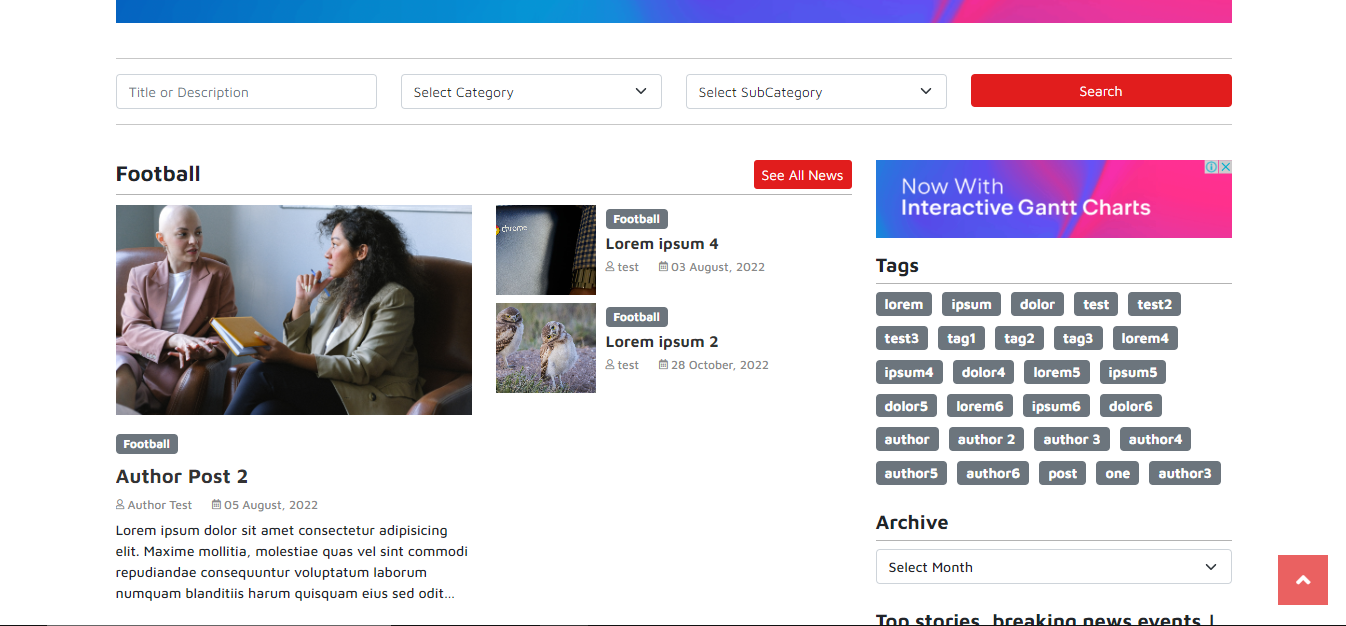 Title or Description
Select Category
Select SubCategory
Search
Football
See All News
chrome
Football
Lorem ipsum 4
test 03 August, 2022
Football
Lorem ipsum 2
test 28 October, 2022
Football
Author Post 2
Author Test 05 August, 2022
Lorem ipsum dolor sit amet consectetur adipisicing
elit. Maxime mollitia, molestiae quas vel sint commodi
repudiandae consequuntur voluptatum laborum
numquam blanditiis harum quisquam eius sed odit...
Now With
Interactive Gantt Charts
Tags
lorem ipsum dolor test test2
test3 tag1 tag2 tag3 lorem4
ipsum4 dolor4 lorem5 ipsum5
dolor5 lorem6 ipsum6 dolor6
author author 2 author 3 author4
author5 author6 post one author3
Archive
Select Month
Top stories, breaking news events |